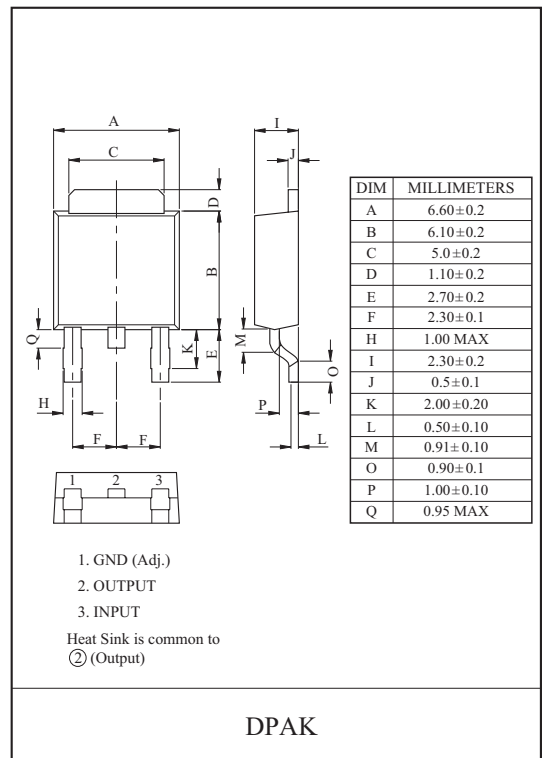 A
C
D
B
Q
K
E
H
F F
I
J
M
O
P
L
1 2 3
DIM MILLIMETERS
A 6.60±0.2
B 6.10±0.2
C 5.0±0.2
D 1.10±0.2
E 2.70±0.2
F 2.30±0.1
H 1.00 MAX
I 2.30±0.2
J 0.5±0.1
K 2.00±0.20
L 0.50±0.10
M 0.91±0.10
O 0.90±0.1
P 1.00±0.10
Q 0.95 MAX
1. GND (Adj.)
2. OUTPUT
3. INPUT
Heat Sink is common to
② (Output)
DPAK